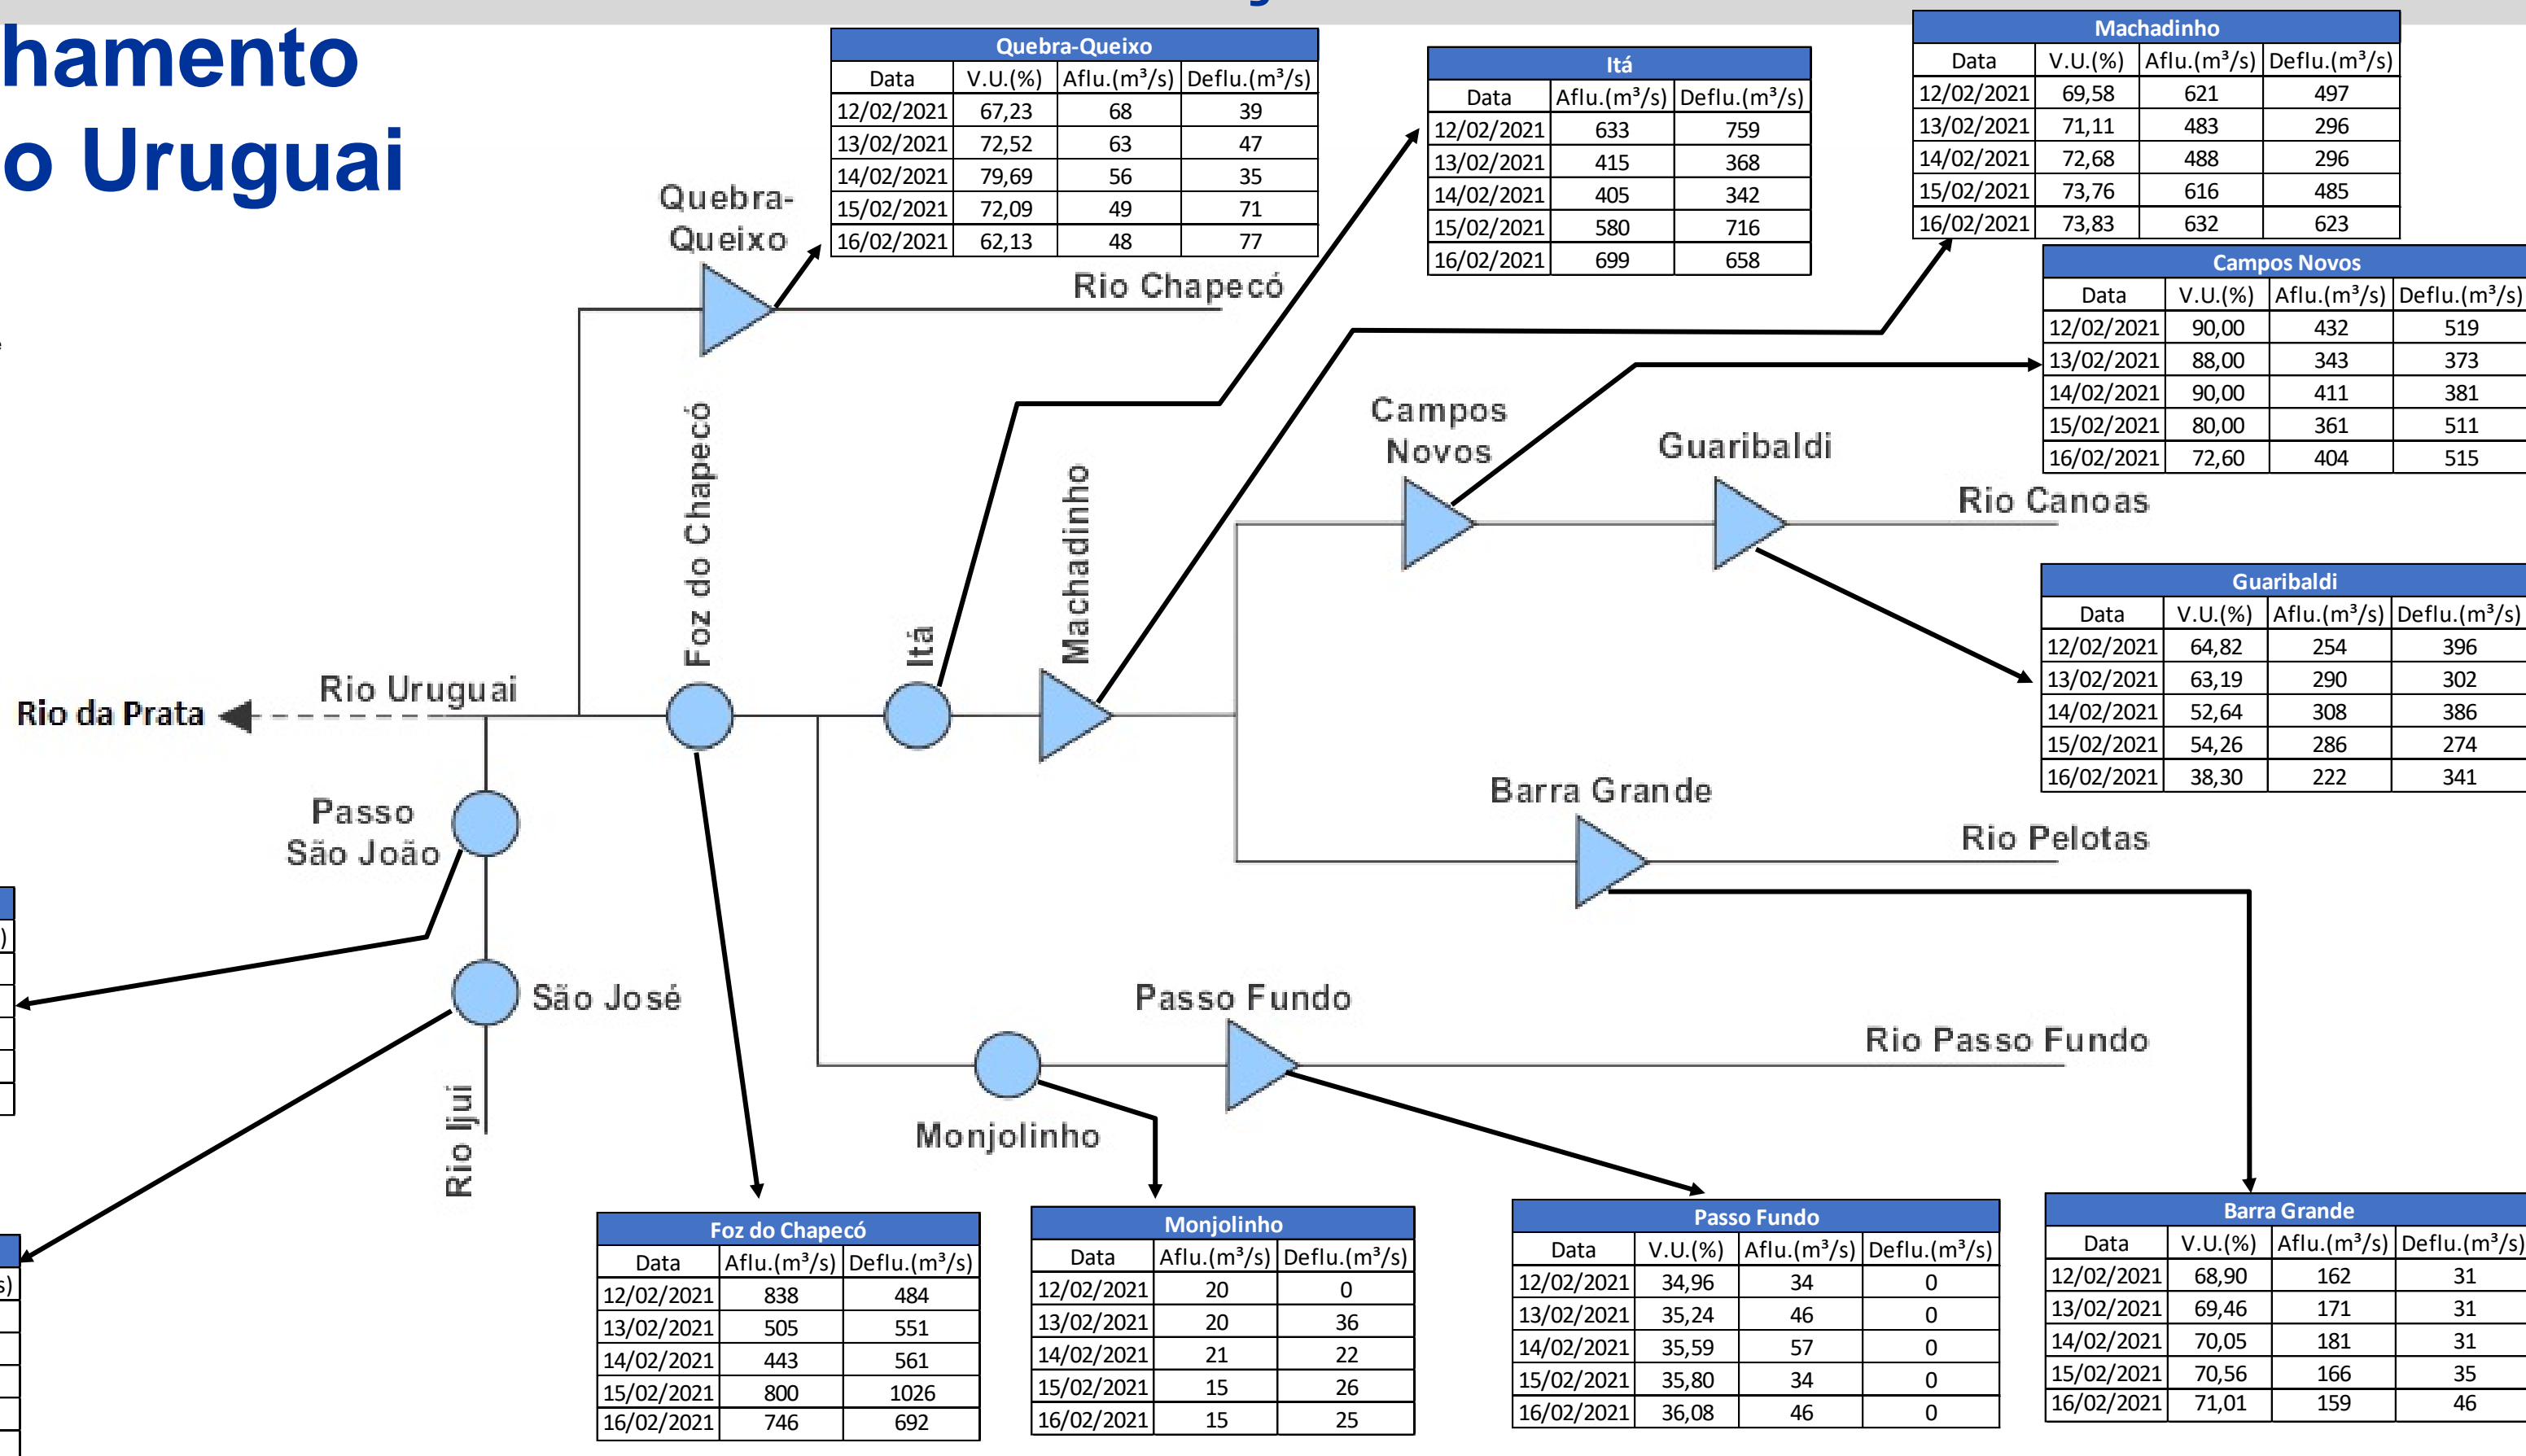 hamento
o Uruguai
Quebra-Queixo
Data V.U.(%) Aflu.(m³/s) Deflu.(m³/s)
12/02/2021 67,23 68 39
13/02/2021 72,52 63 47
14/02/2021 79,69 56 35
15/02/2021 72,09 49 71
16/02/2021 62,13 48 77
Itá
Data Aflu.(m³/s) Deflu.(m³/s)
12/02/2021 633 759
13/02/2021 415 368
14/02/2021 405 342
15/02/2021 580 716
16/02/2021 699 658
Machadinho
Data V.U.(%) Aflu.(m³/s) Deflu.(m³/s)
12/02/2021 69,58 621 497
13/02/2021 71,11 483 296
14/02/2021 72,68 488 296
15/02/2021 73,76 616 485
16/02/2021 73,83 632 623
Campos Novos
Data V.U.(%) Aflu.(m³/s) Deflu.(m³/s)
12/02/2021 90,00 432 519
13/02/2021 88,00 343 373
14/02/2021 90,00 411 381
15/02/2021 80,00 361 511
16/02/2021 72,60 404 515
Quebra-
Queixo
Rio Chapecó
Foz do Chapecó
Itá
Machadinho
Campos
Novos
Guaribaldi
Rio Canoas
Guaribaldi
Data V.U.(%) Aflu.(m³/s) Deflu.(m³/s)
12/02/2021 64,82 254 396
13/02/2021 63,19 290 302
14/02/2021 52,64 308 386
15/02/2021 54,26 286 274
16/02/2021 38,30 222 341
Rio da Prata
Rio Uruguai
Passo
São João
São José
Rio Ijui
Barra Grande
Rio Pelotas
Passo Fundo
Rio Passo Fundo
Monjolinho
Foz do Chapecó
Data Aflu.(m³/s) Deflu.(m³/s)
12/02/2021 838 484
13/02/2021 505 551
14/02/2021 443 561
15/02/2021 800 1026
16/02/2021 746 692
Monjolinho
Data Aflu.(m³/s) Deflu.(m³/s)
12/02/2021 20 0
13/02/2021 20 36
14/02/2021 21 22
15/02/2021 15 26
16/02/2021 15 25
Passo Fundo
Data V.U.(%) Aflu.(m³/s) Deflu.(m³/s)
12/02/2021 34,96 34 0
13/02/2021 35,24 46 0
14/02/2021 35,59 57 0
15/02/2021 35,80 34 0
16/02/2021 36,08 46 0
Barra Grande
Data V.U.(%) Aflu.(m³/s) Deflu.(m³/s)
12/02/2021 68,90 162 31
13/02/2021 69,46 171 31
14/02/2021 70,05 181 31
15/02/2021 70,56 166 35
16/02/2021 71,01 159 46